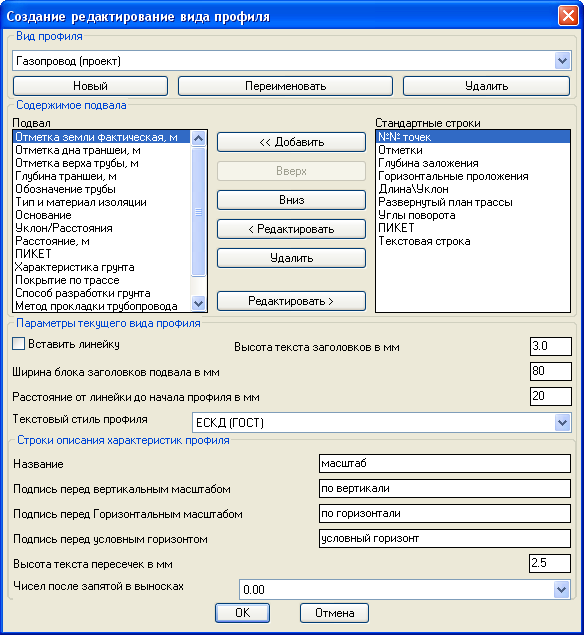 Создание редактирование вида профиля
Вид профиля
Газопровод (проект)
Новый
Переименовать
Удалить
Содержимое подвала
Подвал
Стандартные строки
Отметка земли фактическая, м
Отметка дна траншеи, м
Отметка верха трубы, м
Глубина траншеи, м
Обозначение трубы
Тип и материал изоляции
Основание
Уклон/Расстояния
Расстояние, м
ПИКЕТ
Характеристика грунта
Покрытие по трассе
Способ разработки грунта
Метод прокладки трубопровода
<< Добавить
Вверх
Вниз
< Редактировать
Удалить
Редактировать >
№№ точек
Отметки
Глубина заложения
Горизонтальные проложения
Длина\Уклон
Развернутый план трассы
Углы поворота
ПИКЕТ
Текстовая строка
Параметры текущего вида профиля
Вставить линейку
Высота текста заголовков в мм 3.0
Ширина блока заголовков подвала в мм 80
Расстояние от линейки до начала профиля в мм 20
Текстовый стиль профиля ЕСКД (ГОСТ)
Строки описания характеристик профиля
Название масштаб
Подпись перед вертикальным масштабом по вертикали
Подпись перед Горизонтальным масштабом по горизонтали
Подпись перед условным горизонтом условный горизонт
Высота текста пересечек в мм 2.5
Чисел после запятой в выносках 0.00
OK
Отмена